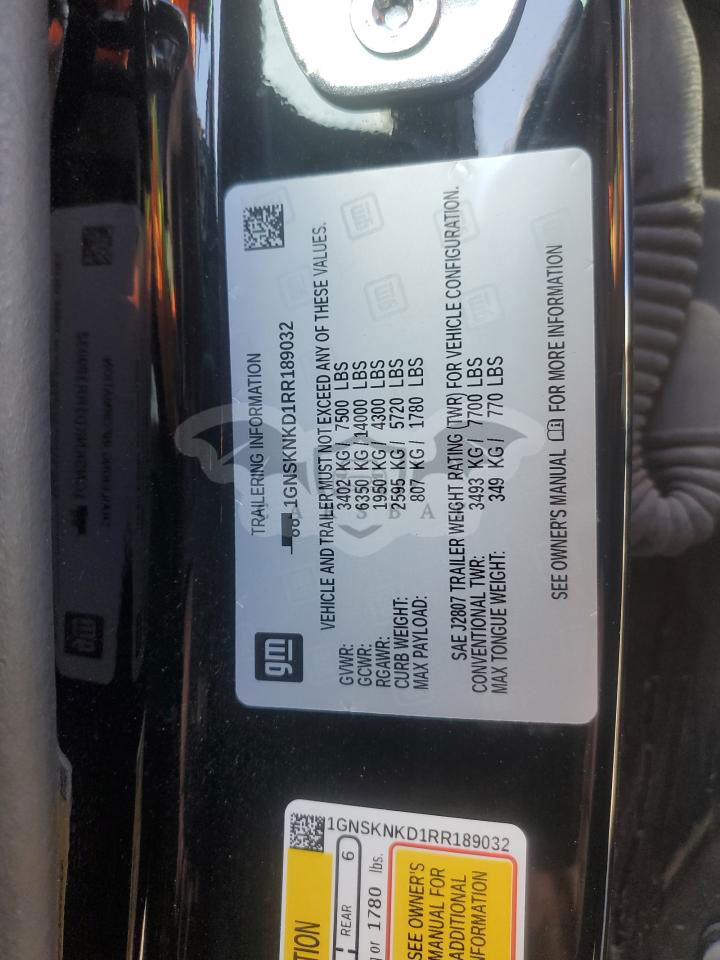 gm
TRAILERING INFORMATION
1GNSKNKD1RR189032
VEHICLE AND TRAILER MUST NOT EXCEED ANY OF THESE VALUES.
GVWR: 3402 KG / 7500 LBS
GCWR: 6350 KG / 14000 LBS
RGAWR: 1950 KG / 4300 LBS
CURB WEIGHT: 2595 KG / 5720 LBS
MAX PAYLOAD: 807 KG / 1780 LBS
SAE J2807 TRAILER WEIGHT RATING (TWR) FOR VEHICLE CONFIGURATION.
CONVENTIONAL TWR: 3493 KG / 7700 LBS
MAX TONGUE WEIGHT: 349 KG / 770 LBS
SEE OWNER'S MANUAL FOR MORE INFORMATION
1GNSKNKD1RR189032
TION
REAR 6
or 1780 lbs.
SEE OWNER'S
MANUAL FOR
ADDITIONAL
INFORMATION